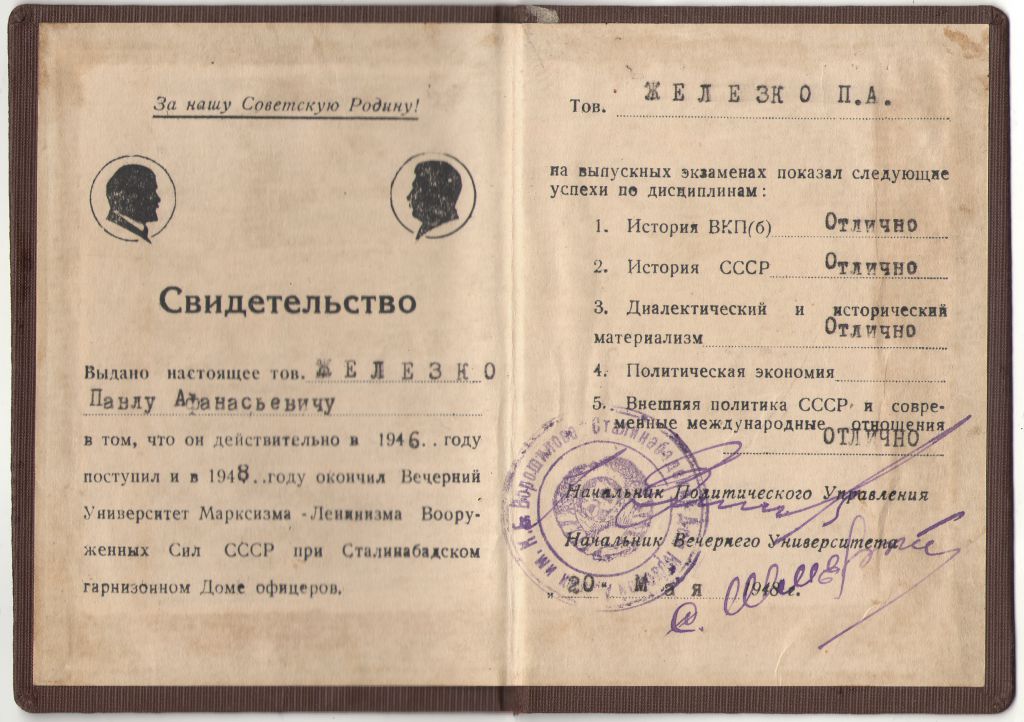 За нашу Советскую Родину!
Свидетельство
Выдано настоящее тов. ЖЕЛЕЗКО
Павлу Афанасьевичу
в том, что он действительно в 1946.. году
поступил и в 1948..году окончил Вечерний
Университет Марксизма-Ленинизма Воору-
женных Сил СССР при Сталинабадском
гарнизонном Доме офицеров.
Тов. ЖЕЛЕЗКО П.А.
на выпускных экзаменах показал следующие
успехи по дисциплинам:
1. История ВКП(б) Отлично
2. История СССР Отлично
3. Диалектический и исторический
материализм Отлично
4. Политическая экономия
5. Внешняя политика СССР и совре-
менные международные отношения
ОТЛИЧНО
Начальник Политического Управления
Начальник Вечернего Университета
„20" Мая 1948 г.
им. К.Е. Ворошилова Сталинабад